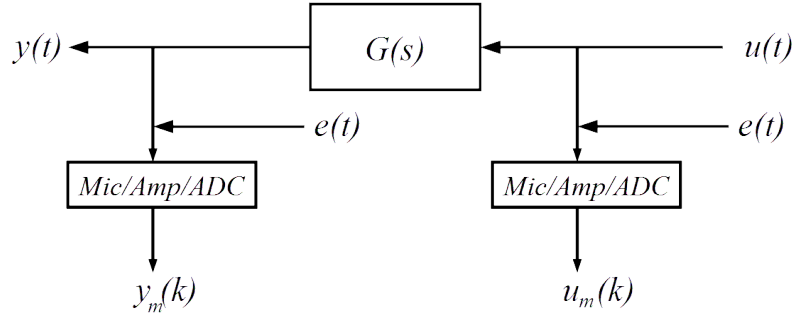 y(t)
G(s)
u(t)
e(t)
e(t)
Mic/Amp/ADC
Mic/Amp/ADC
y_m(k)
u_m(k)